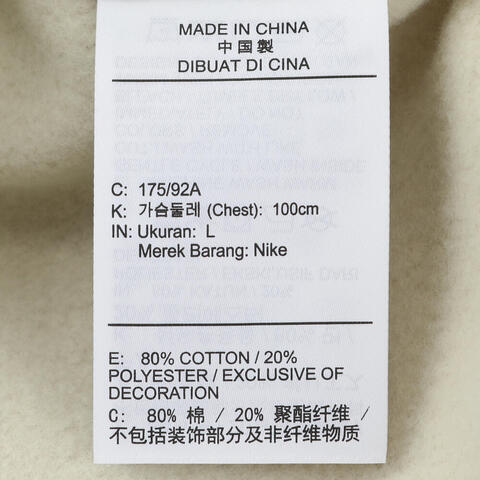 MADE IN CHINA
中国製
DIBUAT DI CINA
C: 175/92A
K: 가슴둘레 (Chest): 100cm
IN: Ukuran: L
Merek Barang: Nike
E: 80% COTTON / 20%
POLYESTER / EXCLUSIVE OF
DECORATION
C: 80% 棉 / 20% 聚酯纤维 /
不包括装饰部分及非纤维物质